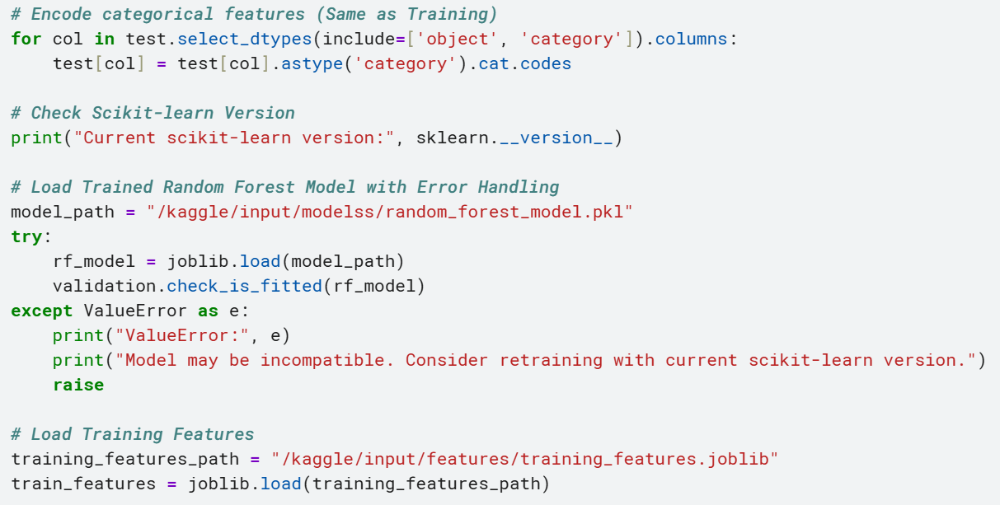 # Encode categorical features (Same as Training)
for col in test.select_dtypes(include=['object', 'category']).columns:
    test[col] = test[col].astype('category').cat.codes

# Check Scikit-learn Version
print("Current scikit-learn version:", sklearn.__version__)

# Load Trained Random Forest Model with Error Handling
model_path = "/kaggle/input/modelss/random_forest_model.pkl"
try:
    rf_model = joblib.load(model_path)
    validation.check_is_fitted(rf_model)
except ValueError as e:
    print("ValueError:", e)
    print("Model may be incompatible. Consider retraining with current scikit-learn version.")
    raise

# Load Training Features
training_features_path = "/kaggle/input/features/training_features.joblib"
train_features = joblib.load(training_features_path)